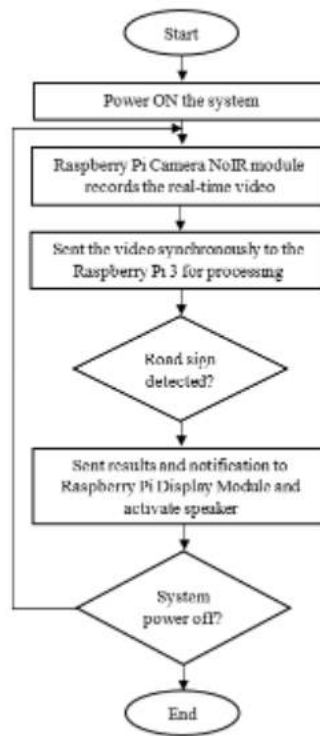 Start
Power ON the system
Raspberry Pi Camera NoIR module
records the real-time video
Sent the video synchronously to the
Raspberry Pi 3 for processing
Road sign
detected?
Sent results and notification to
Raspberry Pi Display Module and
activate speaker
System
power off?
End